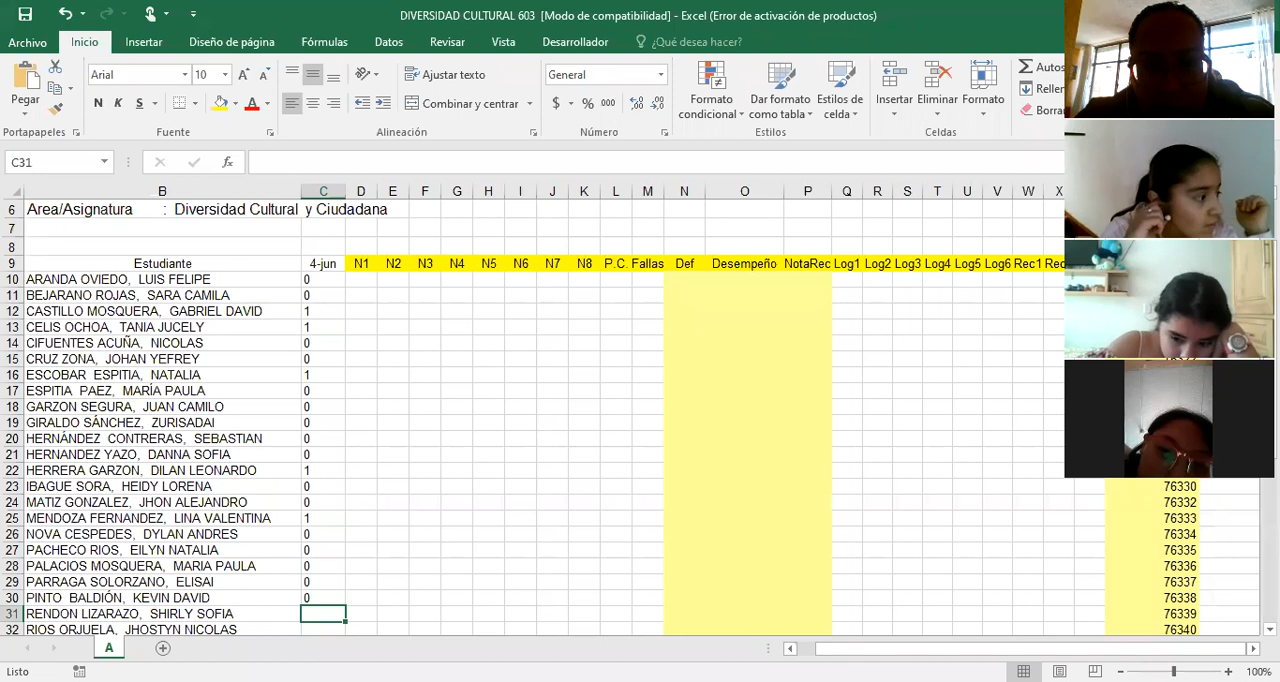 DIVERSIDAD CULTURAL 603 [Modo de compatibilidad] - Excel (Error de activación de productos)
Archivo Inicio Insertar Diseño de página Fórmulas Datos Revisar Vista Desarrollador ¿Qué desea hacer?
Pegar
Arial 10
N K S
Ajustar texto
Combinar y centrar
General
$ % 000
Formato condicional
Dar formato como tabla
Estilos de celda
Insertar Eliminar Formato
Portapapeles Fuente Alineación Número Estilos Celdas
C31 fx
B C D E F G H I J K L M N O P Q R S T U V W X
6 Area/Asignatura : Diversidad Cultural y Ciudadana
7
8
9 Estudiante 4-jun N1 N2 N3 N4 N5 N6 N7 N8 P.C. Fallas Def Desempeño NotaRec Log1 Log2 Log3 Log4 Log5 Log6 Rec1
10 ARANDA OVIEDO, LUIS FELIPE 0
11 BEJARANO ROJAS, SARA CAMILA 0
12 CASTILLO MOSQUERA, GABRIEL DAVID 1
13 CELIS OCHOA, TANIA JUCELY 1
14 CIFUENTES ACUÑA, NICOLAS 0
15 CRUZ ZONA, JOHAN YEFREY 0
16 ESCOBAR ESPITIA, NATALIA 1
17 ESPITIA PAEZ, MARÍA PAULA 0
18 GARZON SEGURA, JUAN CAMILO 0
19 GIRALDO SÁNCHEZ, ZURISADAI 0
20 HERNÁNDEZ CONTRERAS, SEBASTIAN 0
21 HERNANDEZ YAZO, DANNA SOFIA 0
22 HERRERA GARZON, DILAN LEONARDO 1
23 IBAGUE SORA, HEIDY LORENA 0 76330
24 MATIZ GONZALEZ, JHON ALEJANDRO 0 76332
25 MENDOZA FERNANDEZ, LINA VALENTINA 1 76333
26 NOVA CESPEDES, DYLAN ANDRES 0 76334
27 PACHECO RIOS, EILYN NATALIA 0 76335
28 PALACIOS MOSQUERA, MARIA PAULA 0 76336
29 PARRAGA SOLORZANO, ELISAI 0 76337
30 PINTO BALDIÓN, KEVIN DAVID 0 76338
31 RENDON LIZARAZO, SHIRLY SOFIA 76339
32 RIOS ORJUELA, JHOSTYN NICOLAS 76340
A
Listo 100%